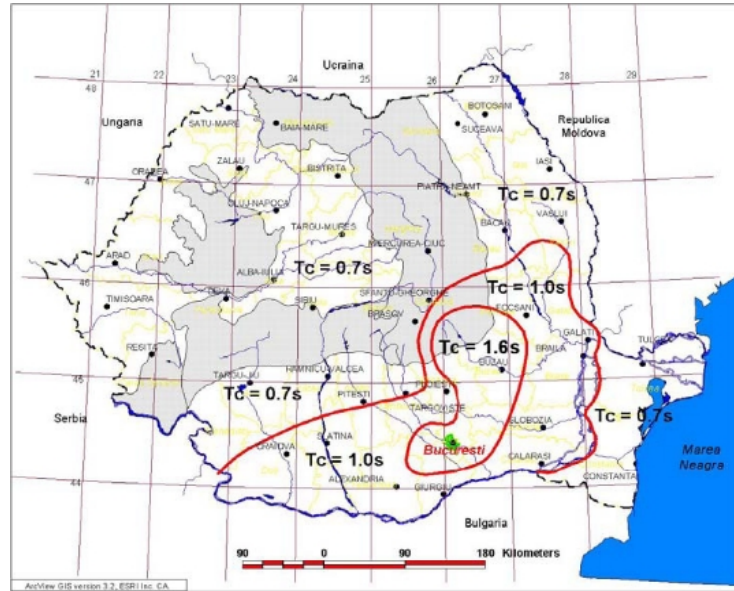 Ucraina
21 22 23 24 25 26 27 28 29
48
BOTOSANI
Ungaria
SATU-MARE
BAIA-MARE
SUCEAVA
Republica
Moldova
ZALAU
BISTRITA
IASI
ORADEA
47
PIATRA-NEAMT
Tc = 0.7s
CLUJ-NAPOCA
BACAU
VASLUI
TARGU-MURES
MIERCUREA-CIUC
ARAD
ALBA-IULIA
Tc = 0.7s
46
Tc = 1.0s
DEVA
SFANTU-GHEORGHE
TIMISOARA
SIBIU
FOCSANI
BRASOV
RESITA
Tc = 1.6s
GALATI
BRAILA
TULCEA
BUZAU
TARGU-JIU
RAMNICU-VALCEA
45
Tc = 0.7s
PITESTI
PLOIESTI
TARGOVISTE
Tc = 0.7s
Serbia
SLOBOZIA
CRAIOVA
SLATINA
Bucuresti
Marea
Neagra
Tc = 1.0s
CALARASI
CONSTANTA
ALEXANDRIA
GIURGIU
44
Bulgaria
90 0 90 180 Kilometers
ArcView GIS version 3.2, ESRI Inc. CA.